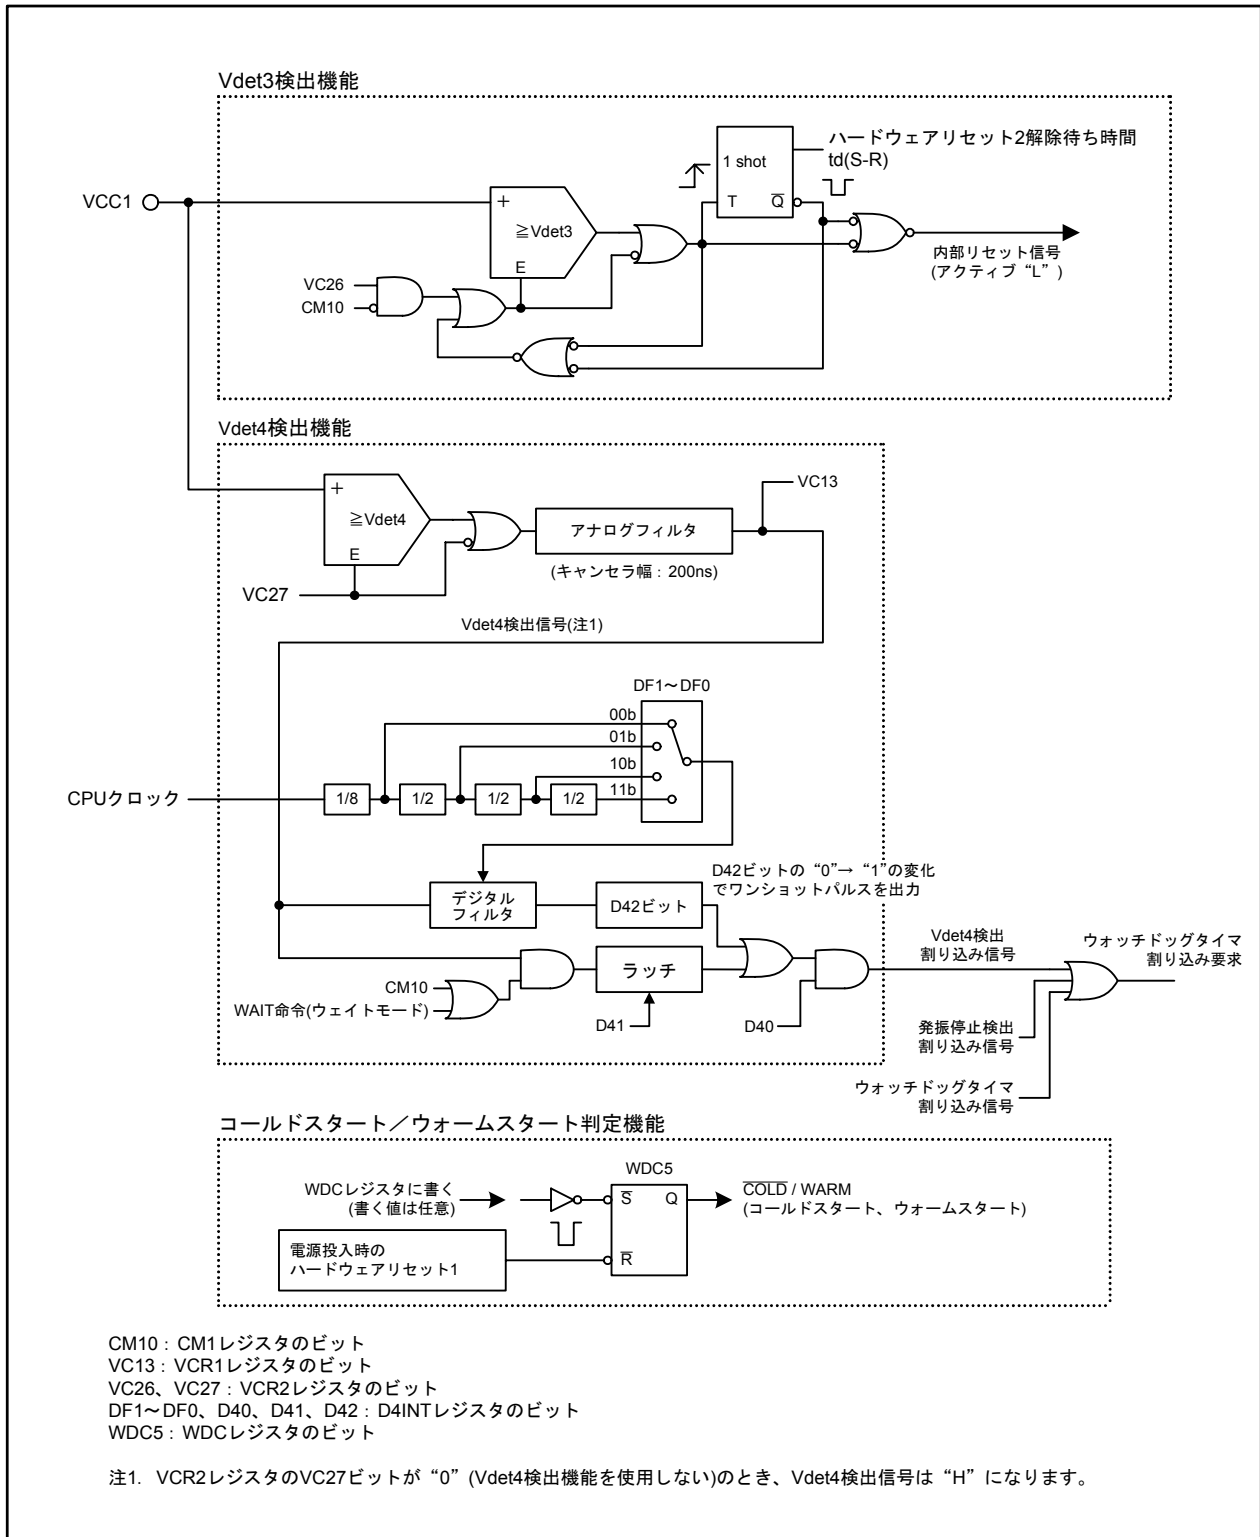 Vdet3検出機能
1 shot
ハードウェアリセット2解除待ち時間
td(S-R)
VCC1
+
≧Vdet3
T
Q
E
内部リセット信号
(アクティブ “L” )
VC26
CM10
Vdet4検出機能
+
≧Vdet4
E
VC13
アナログフィルタ
(キャンセラ幅：200ns)
VC27
Vdet4検出信号(注1)
DF1～DF0
00b
01b
10b
11b
CPUクロック
1/8
1/2
1/2
1/2
D42ビットの “0”→ “1”の変化
でワンショットパルスを出力
デジタル
フィルタ
D42ビット
Vdet4検出
割り込み信号
ウォッチドッグタイマ
割り込み要求
ラッチ
CM10
WAIT命令(ウェイトモード)
D41
D40
発振停止検出
割り込み信号
ウォッチドッグタイマ
割り込み信号
コールドスタート／ウォームスタート判定機能
WDC5
WDCレジスタに書く
(書く値は任意)
S
Q
COLD / WARM
(コールドスタート、ウォームスタート)
電源投入時の
ハードウェアリセット1
R
CM10：CM1レジスタのビット
VC13：VCR1レジスタのビット
VC26、VC27：VCR2レジスタのビット
DF1～DF0、D40、D41、D42：D4INTレジスタのビット
WDC5：WDCレジスタのビット
注1. VCR2レジスタのVC27ビットが “0” (Vdet4検出機能を使用しない)のとき、Vdet4検出信号は “H” になります。